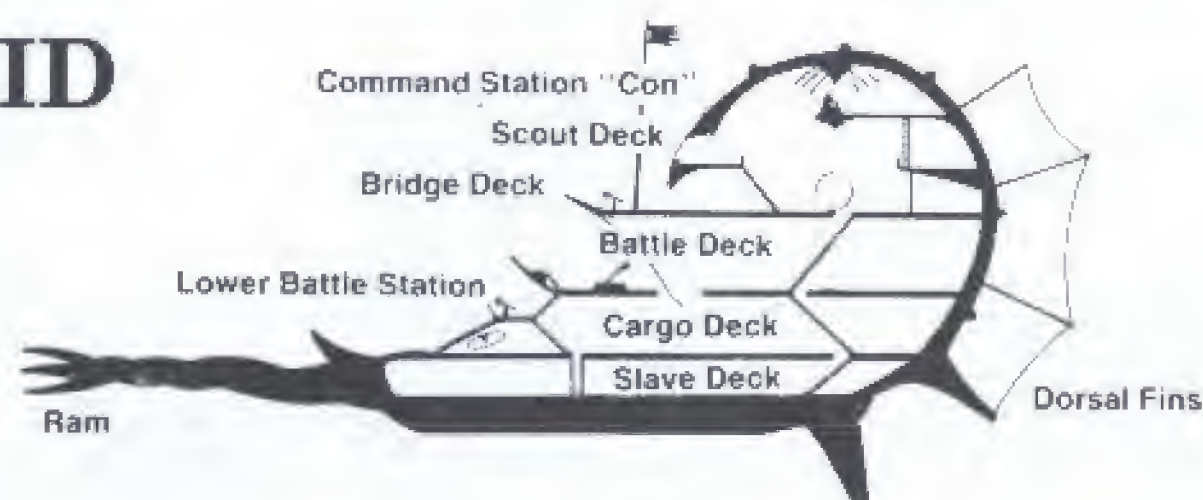 ID
Command Station "Con"
Scout Deck
Bridge Deck
Battle Deck
Lower Battle Station
Cargo Deck
Slave Deck
Ram
Dorsal Fins